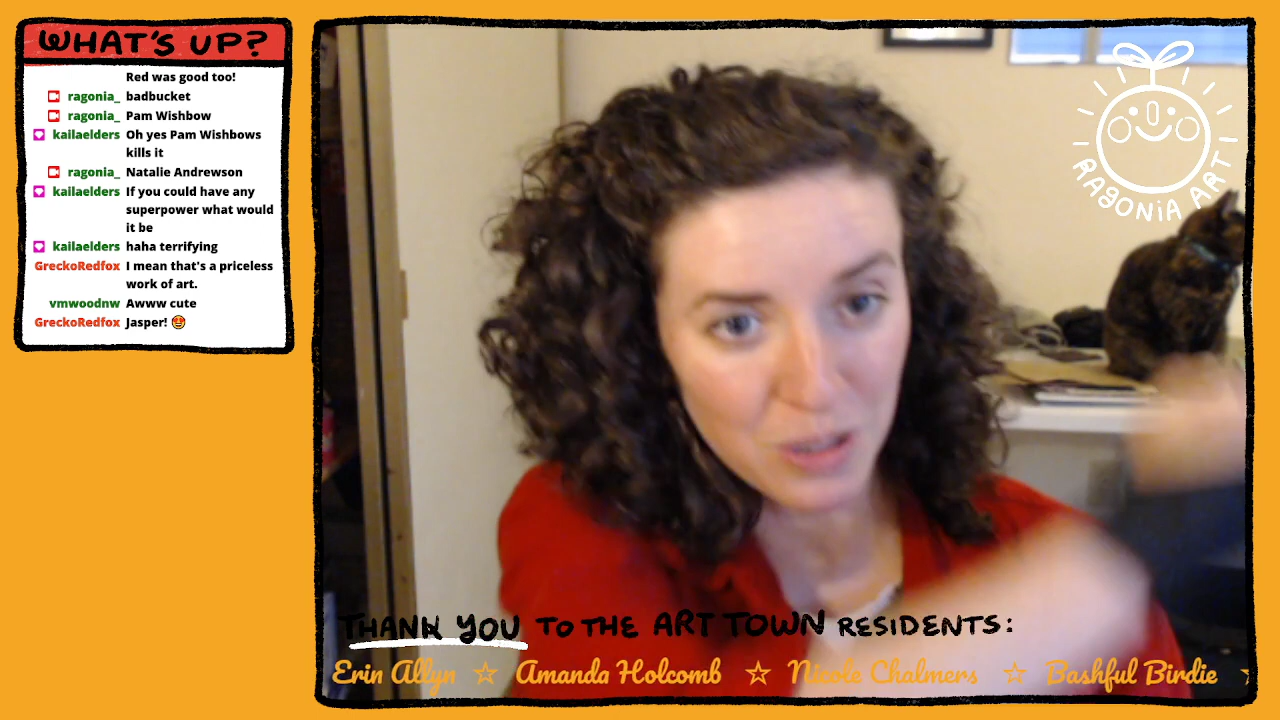 WHAT'S UP?
Red was good too!
ragonia_ badbucket
ragonia_ Pam Wishbow
kailaelders Oh yes Pam Wishbows
kills it
ragonia_ Natalie Andrewson
kailaelders If you could have any
superpower what would
it be
kailaelders haha terrifying
GreckoRedfox I mean that's a priceless
work of art.
vmwoodnw Awww cute
GreckoRedfox Jasper! 🤩
RAGONiA ART
THANK YOU TO THE ART TOWN RESIDENTS:
Erin Allyn ☆ Amanda Holcomb ☆ Nicole Chalmers ☆ Bashful Birdie